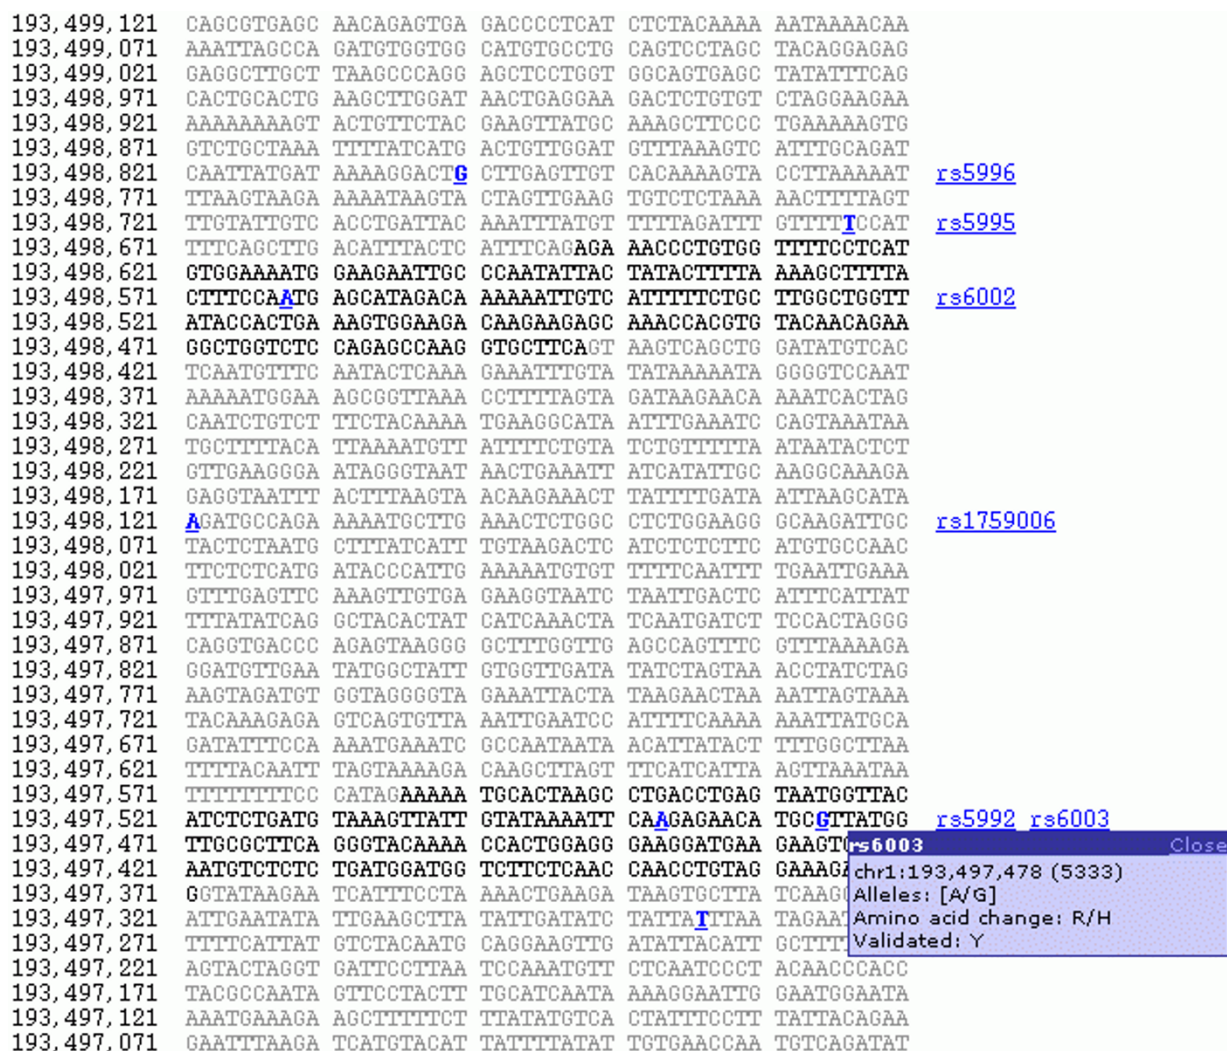 193,499,121 CAGCGTGAGC AACAGAGTGA GACCCCTCAT CTCTACAAAA AATAAAACAA
193,499,071 AAATTAGCCA GATGTGGTGG CATGTGCCTG CAGTCCTAGC TACAGGAGAG
193,499,021 GAGGCTTGCT TAAGCCCAGG AGCTCCTGGT GGCAGTGAGC TATATTTCAG
193,498,971 CACTGCACTG AAGCTTGGAT AACTGAGGAA GACTCTGTGT CTAGGAAGAA
193,498,921 AAAAAAAAGT ACTGTTCTAC GAAGTTATGC AAAGCTTCCC TGAAAAAGTG
193,498,871 GTCTGCTAAA TTTTATCATG ACTGTTGGAT GTTTAAAGTC ATTTGCAGAT
193,498,821 CAATTATGAT AAAAGGACTG CTTGAGTTGT CACAAAAGTA CCTTAAAAAT rs5996
193,498,771 TTAAGTAAGA AAAATAAGTA CTAGTTGAAG TGTCTCTAAA AACTTTTAGT
193,498,721 TTGTATTGTC ACCTGATTAC AAATTTATGT TTTTAGATTT GTTTTTCCAT rs5995
193,498,671 TTTCAGCTTG ACATTTACTC ATTTCAGAGA AACCCTGTGG TTTTCCTCAT
193,498,621 GTGGAAAATG GAAGAATTGC CCAATATTAC TATACTTTTA AAAGCTTTTA
193,498,571 CTTTCCAATG AGCATAGACA AAAAATTGTC ATTTTTCTGC TTGGCTGGTT rs6002
193,498,521 ATACCACTGA AAGTGGAAGA CAAGAAGAGC AAACCACGTG TACAACAGAA
193,498,471 GGCTGGTCTC CAGAGCCAAG GTGCTTCAGT AAGTCAGCTG GATATGTCAC
193,498,421 TCAATGTTTC AATACTCAAA GAAATTTGTA TATAAAAATA GGGGTCCAAT
193,498,371 AAAAATGGAA AGCGGTTAAA CCTTTTAGTA GATAAGAACA AAATCACTAG
193,498,321 CAATCTGTCT TTCTACAAAA TGAAGGCATA ATTTGAAATC CAGTAAATAA
193,498,271 TGCTTTTACA TTAAAATGTT ATTTTCTGTA TCTGTTTTTA ATAATACTCT
193,498,221 GTTGAAGGGA ATAGGGTAAT AACTGAAATT ATCATATTGC AAGGCAAAGA
193,498,171 GAGGTAATTT ACTTTAAGTA ACAAGAAACT TATTTTGATA ATTAAGCATA
193,498,121 AGATGCCAGA AAAATGCTTG AAACTCTGGC CTCTGGAAGG GCAAGATTGC rs1759006
193,498,071 TACTCTAATG CTTTATCATT TGTAAGACTC ATCTCTCTTC ATGTGCCAAC
193,498,021 TTCTCTCATG ATACCCATTG AAAAATGTGT TTTTCAATTT TGAATTGAAA
193,497,971 GTTTGAGTTC AAAGTTGTGA GAAGGTAATC TAATTGACTC ATTTCATTAT
193,497,921 TTTATATCAG GCTACACTAT CATCAAACTA TCAATGATCT TCCACTAGGG
193,497,871 CAGGTGACCC AGAGTAAGGG GCTTTGGTTG AGCCAGTTTC GTTTAAAAGA
193,497,821 GGATGTTGAA TATGGCTATT GTGGTTGATA TATCTAGTAA ACCTATCTAG
193,497,771 AAGTAGATGT GGTAGGGGTA GAAATTACTA TAAGAACTAA AATTAGTAAA
193,497,721 TACAAAGAGA GTCAGTGTTA AATTGAATCC ATTTTCAAAA AAATTATGCA
193,497,671 GATATTTCCA AAATGAAATC GCCAATAATA ACATTATACT TTTGGCTTAA
193,497,621 TTTTACAATT TAGTAAAAGA CAAGCTTAGT TTCATCATTA AGTTAAATAA
193,497,571 TTTTTTTTCC CATAGAAAAA TGCACTAAGC CTGACCTGAG TAATGGTTAC
193,497,521 ATCTCTGATG TAAAGTTATT GTATAAAATT CAAGAGAACA TGCGTTATGG rs5992 rs6003
193,497,471 TTGCGCTTCA GGGTACAAAA CCACTGGAGG GAAGGATGAA GAAGTG
193,497,421 AATGTCTCTC TGATGGATGG TCTTCTCAAC CAACCTGTAG GAAAGA
193,497,371 GGTATAAGAA TTCATTCCTA AAACTGAAGA TAAGTGCTTA TCAAGC
193,497,321 ATTGAATATA TTGAAGCTTA TATTGATATC TATTATTTAA TAGAAT
193,497,271 TTTTCATTAT GTCTACAATG CAGGAAGTTG ATATTACATT GCTTTT
193,497,221 AGTACTAGGT GATTCCTTAA TCCAAATGTT CTCAATCCCT ACAACCCACC
193,497,171 TACGCCAATA GTTCCTACTT TGCATCAATA AAAGGAATTG GAATGGAATA
193,497,121 AAATGAAAGA AGCTTTTTCT TTATATGTCA CTATTTCCTT TATTACAGAA
193,497,071 GAATTTAAGA TCATGTACAT TATTTTATAT TGTGAACCAA TGTCAGATAT
rs6003 Close
chr1:193,497,478 (5333)
Alleles: [A/G]
Amino acid change: R/H
Validated: Y